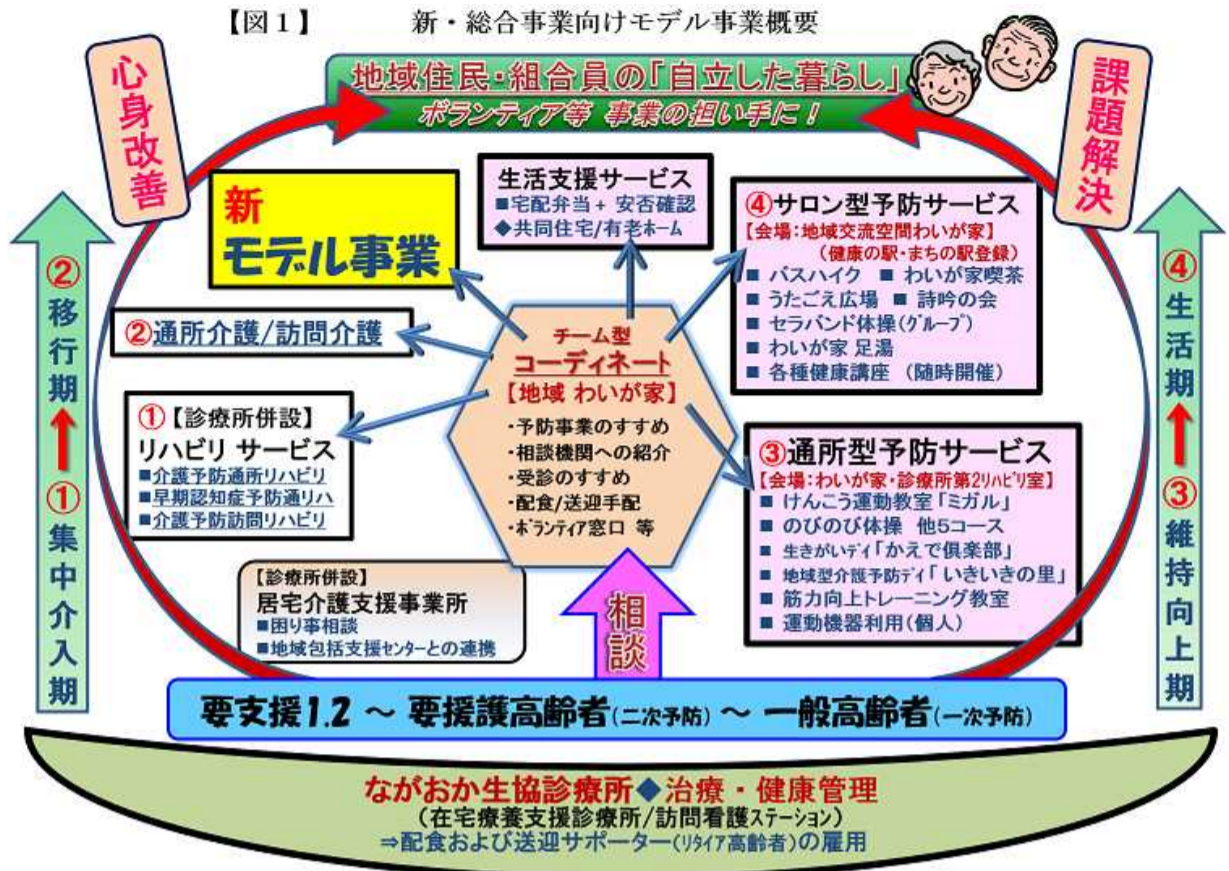 【図1】 新・総合事業向けモデル事業概要
心身改善
地域住民・組合員の「自立した暮らし」
ボランティア等 事業の担い手に！
課題解決
新
モデル事業
生活支援サービス
■宅配弁当+ 安否確認
◆共同住宅/有老ホーム
④サロン型予防サービス
【会場:地域交流空間わいが家】
(健康の駅・まちの駅登録)
■ バスハイク ■ わいが家喫茶
■ うたごえ広場 ■ 詩吟の会
■ セラバンド体操(グループ)
■ わいが家 足湯
■ 各種健康講座 (随時開催)
②移行期
①集中介入期
②通所介護/訪問介護
①【診療所併設】
リハビリ サービス
■介護予防通所リハビリ
■早期認知症予防通リハ
■介護予防訪問リハビリ
チーム型
コーディネート
【地域 わいが家】
・予防事業のすすめ
・相談機関への紹介
・受診のすすめ
・配食/送迎手配
・ボランティア窓口 等
③通所型予防サービス
【会場:わいが家・診療所第2リハビリ室】
■ けんこう運動教室「ミガル」
■ のびのび体操 他5コース
■ 生きがいデイ「かえで倶楽部」
■ 地域型介護予防デイ「いきいきの里」
■ 筋力向上トレーニング教室
■ 運動機器利用(個人)
④生活期
③維持向上期
【診療所併設】
居宅介護支援事業所
■困り事相談
■地域包括支援センターとの連携
相談
要支援1.2 ～ 要援護高齢者(二次予防) ～ 一般高齢者(一次予防)
ながおか生協診療所◆治療・健康管理
(在宅療養支援診療所/訪問看護ステーション)
⇒配食および送迎サポーター(リタイア高齢者)の雇用